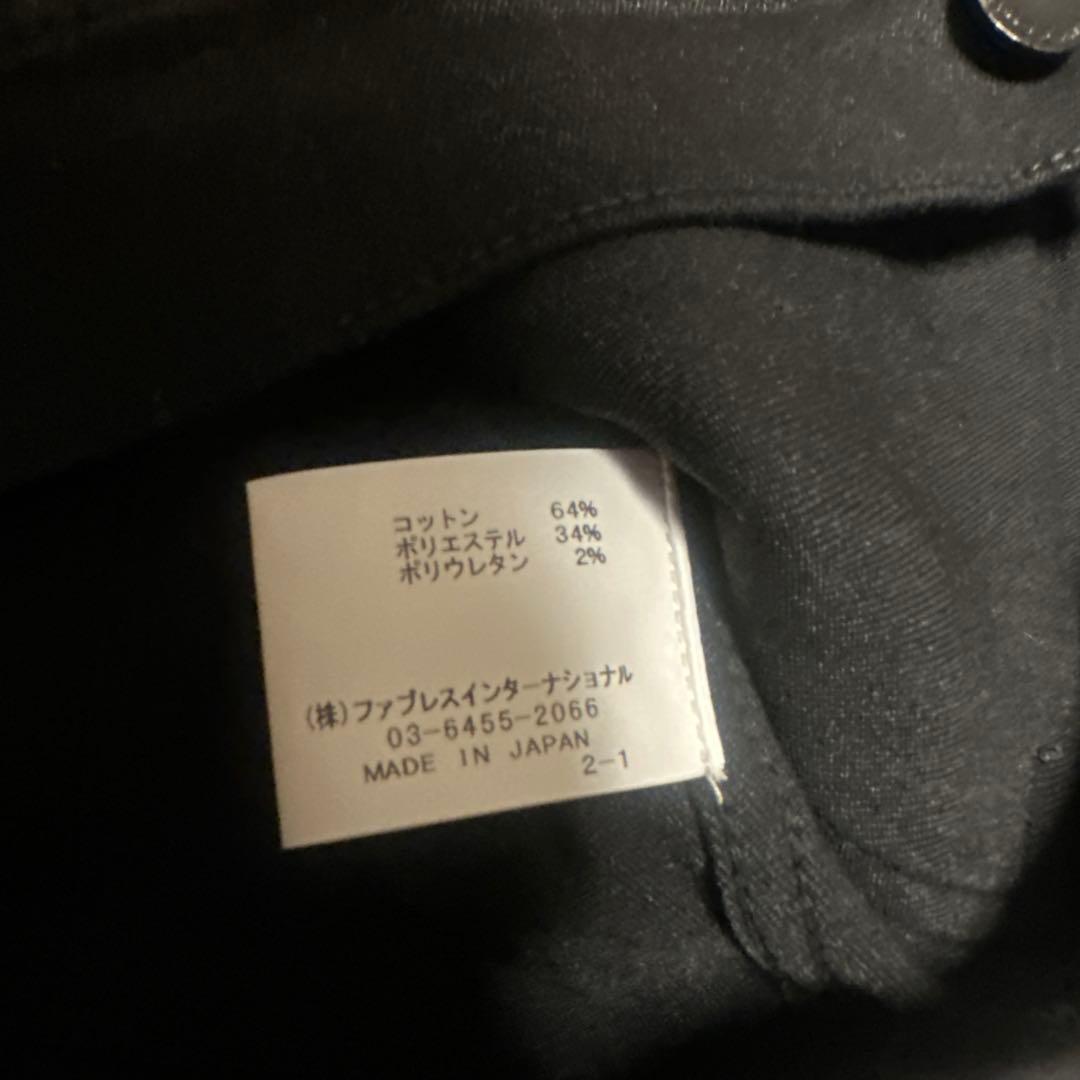 コットン 64%
ポリエステル 34%
ポリウレタン 2%
(株)ファブレスインターナショナル
03-6455-2066
MADE IN JAPAN
2-1